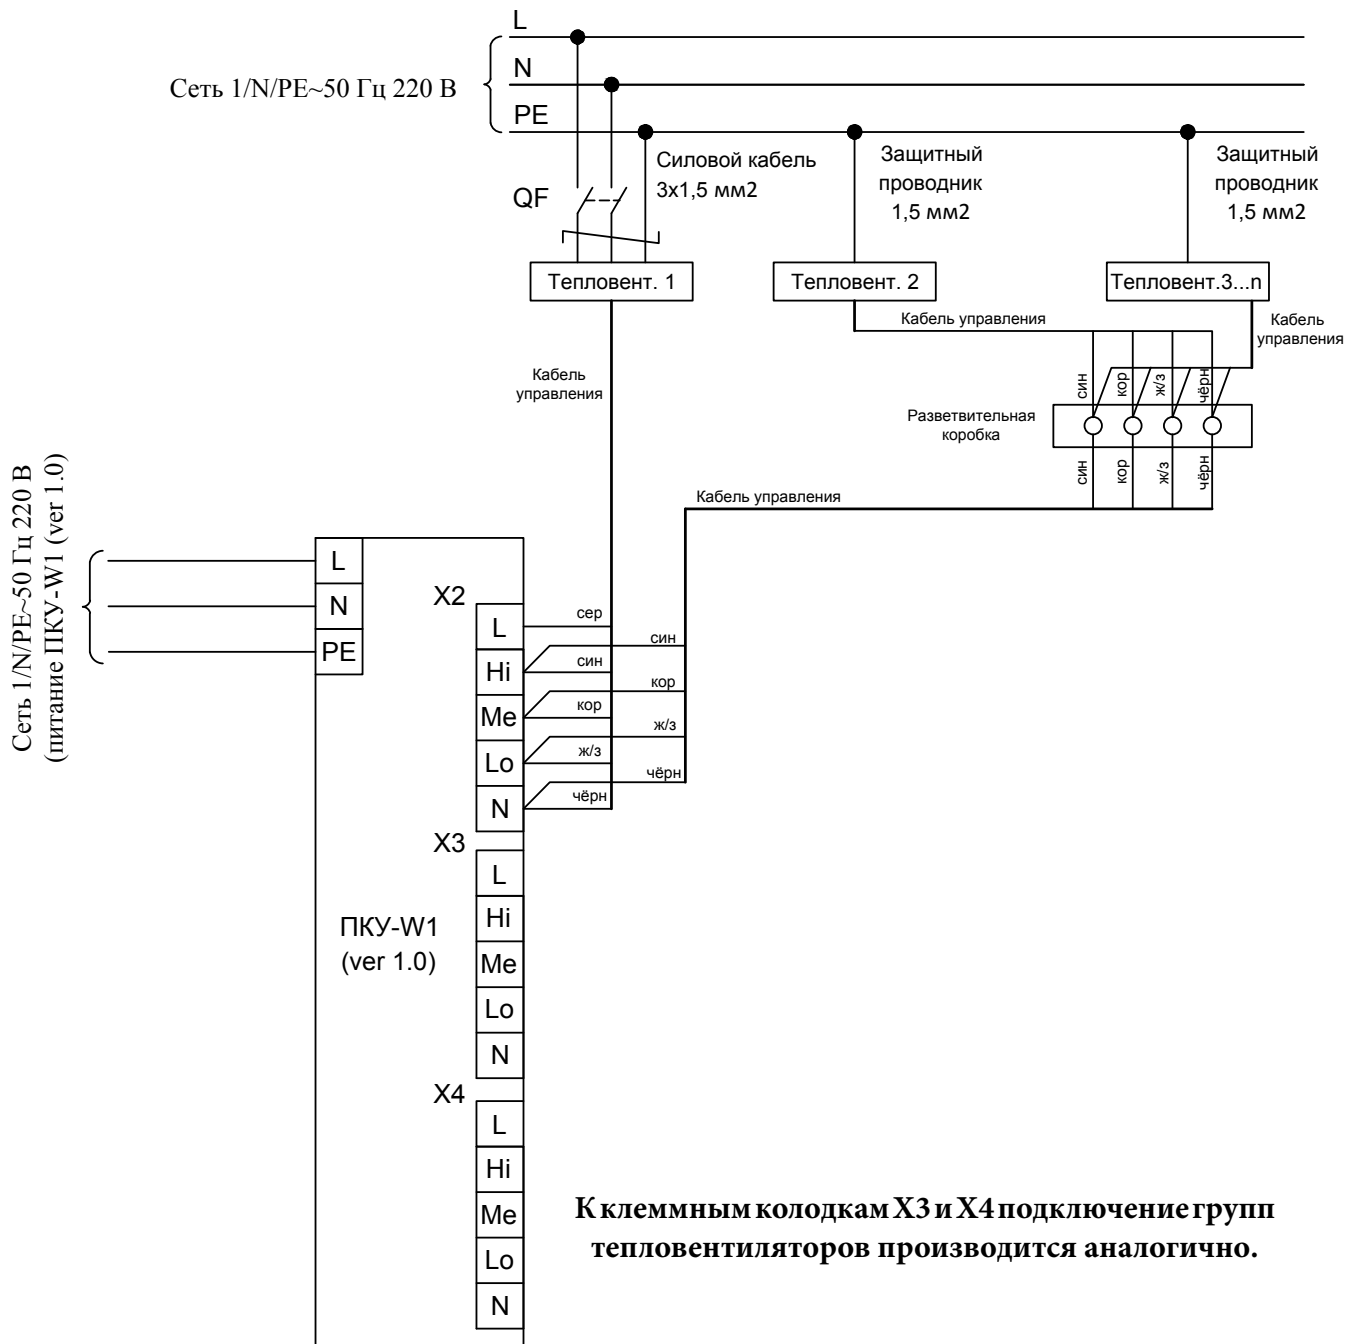 L
Сеть 1/N/PE~50 Гц 220 В
N
PE
Силовой кабель
3x1,5 мм2
Защитный
проводник
1,5 мм2
Защитный
проводник
1,5 мм2
QF
Тепловент. 1
Тепловент. 2
Тепловент.3...n
Кабель управления
Кабель
управления
Кабель
управления
син
кор
ж/з
чёрн
Разветвительная
коробка
син
кор
ж/з
чёрн
Кабель управления
Сеть 1/N/PE~50 Гц 220 В
(питание ПКУ-W1 (ver 1.0)
L
N
PE
X2
L
Hi
Me
Lo
N
сер
син
син
кор
кор
ж/з
ж/з
чёрн
чёрн
X3
L
Hi
Me
Lo
N
ПКУ-W1
(ver 1.0)
X4
L
Hi
Me
Lo
N
К клеммным колодкам X3 и X4 подключение групп
тепловентиляторов производится аналогично.